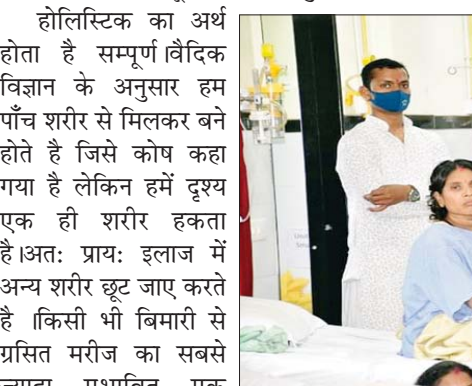 होलिस्टिक का अर्थ
होता है सम्पूर्ण।वैदिक
विज्ञान के अनुसार हम
पाँच शरीर से मिलकर बने
होते है जिसे कोष कहा
गया है लेकिन हमें दृश्य
एक ही शरीर हकता
है।अत: प्राय: इलाज में
अन्य शरीर छूट जाए करते
है ।किसी भी बिमारी से
ग्रसित मरीज का सबसे